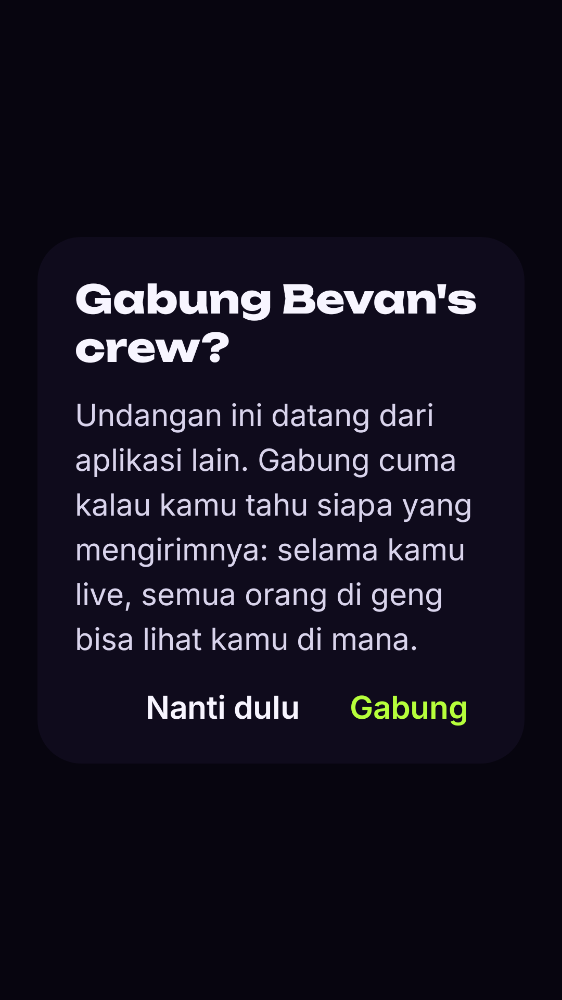 Gabung Bevan's
crew?
Undangan ini datang dari
aplikasi lain. Gabung cuma
kalau kamu tahu siapa yang
mengirimnya: selama kamu
live, semua orang di geng
bisa lihat kamu di mana.
Nanti dulu
Gabung